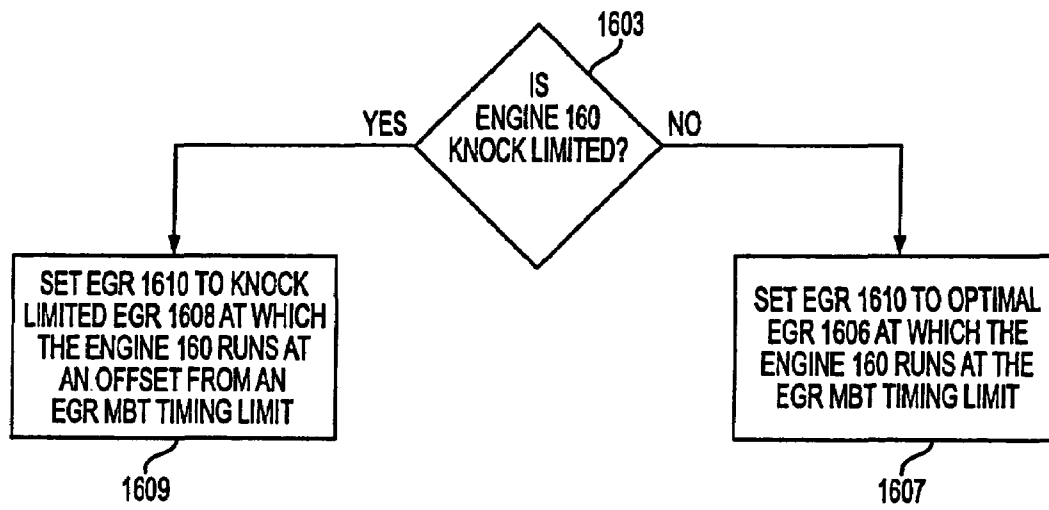 1603
IS
ENGINE 160
KNOCK LIMITED?
YES
NO
SET EGR 1610 TO KNOCK
LIMITED EGR 1608 AT WHICH
THE ENGINE 160 RUNS AT
AN OFFSET FROM AN
EGR MBT TIMING LIMIT
1609
SET EGR 1610 TO OPTIMAL
EGR 1606 AT WHICH THE
ENGINE 160 RUNS AT THE
EGR MBT TIMING LIMIT
1607